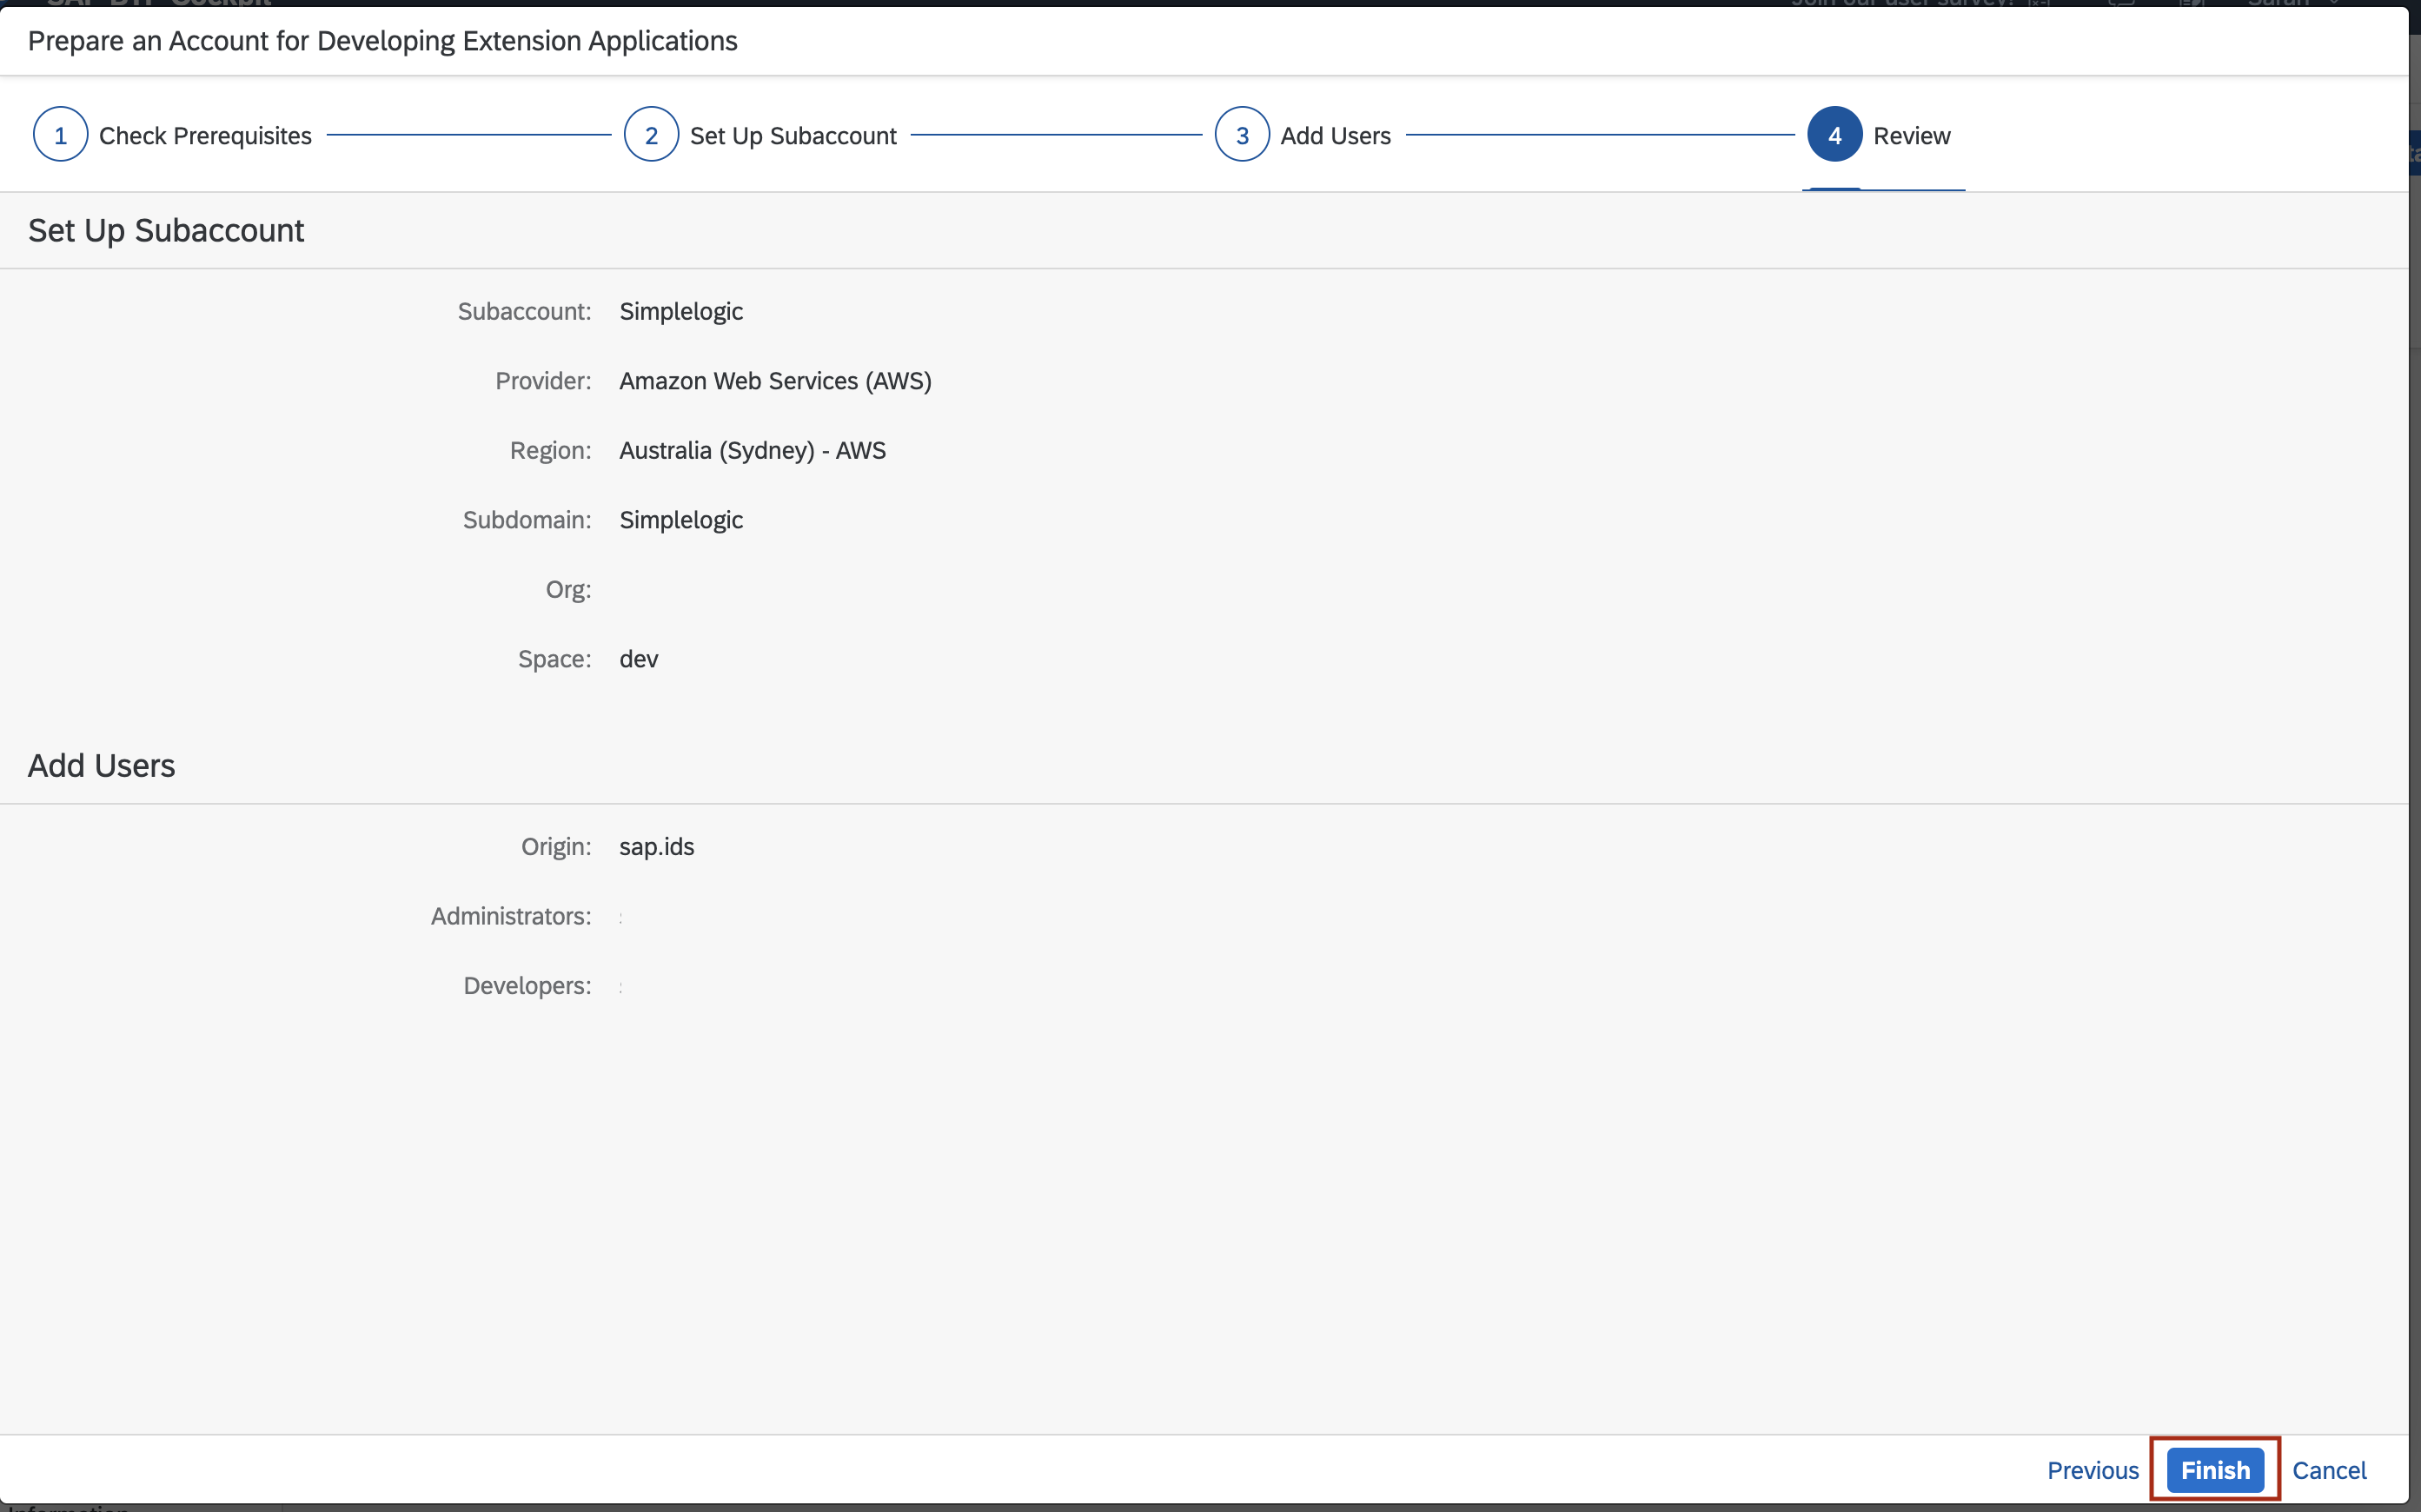 Prepare an Account for Developing Extension Applications
1 Check Prerequisites 2 Set Up Subaccount 3 Add Users 4 Review
Set Up Subaccount
Subaccount: Simplelogic
Provider: Amazon Web Services (AWS)
Region: Australia (Sydney) - AWS
Subdomain: Simplelogic
Org:
Space: dev
Add Users
Origin: sap.ids
Administrators:
Developers:
Previous Finish Cancel